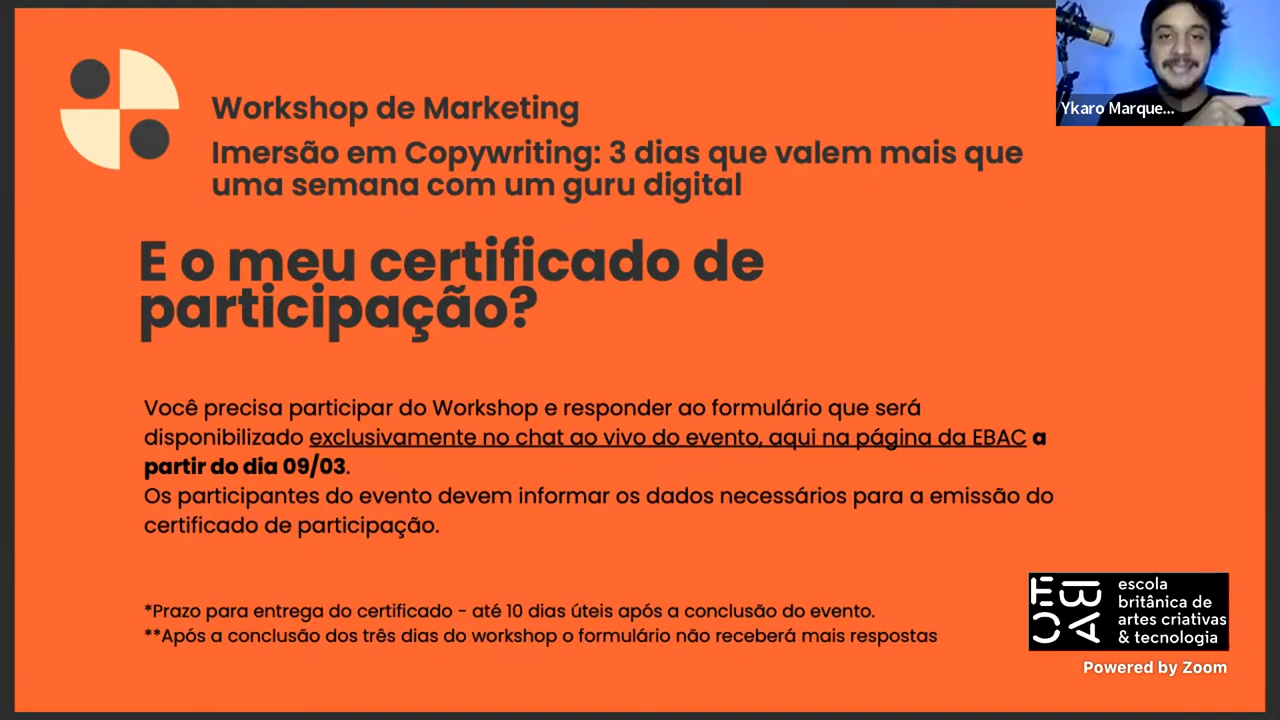 Ykaro Marque...
Workshop de Marketing
Imersão em Copywriting: 3 dias que valem mais que
uma semana com um guru digital
E o meu certificado de
participação?
Você precisa participar do Workshop e responder ao formulário que será
disponibilizado exclusivamente no chat ao vivo do evento, aqui na página da EBAC a
partir do dia 09/03.
Os participantes do evento devem informar os dados necessários para a emissão do
certificado de participação.
*Prazo para entrega do certificado - até 10 dias úteis após a conclusão do evento.
**Após a conclusão dos três dias do workshop o formulário não receberá mais respostas
EBAC
escola
britânica de
artes criativas
& tecnologia
Powered by Zoom